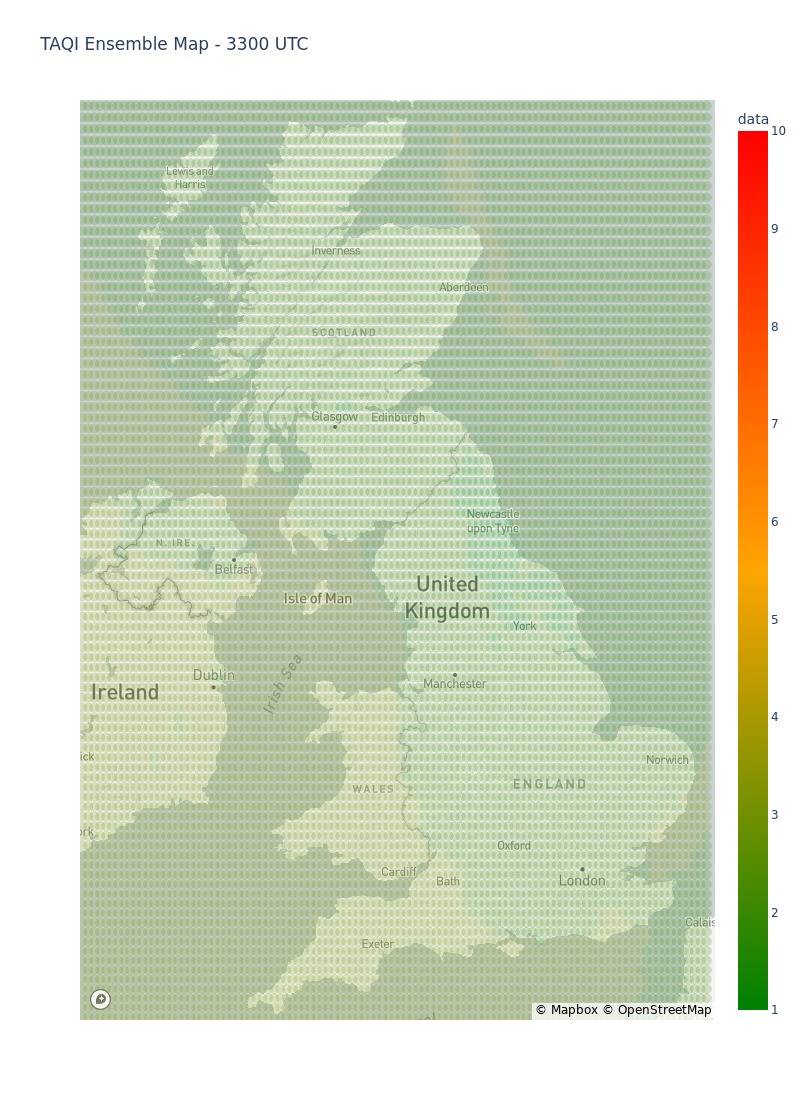 TAQI Ensemble Map - 3300 UTC
data
10
9
8
7
6
5
4
3
2
1
Lewis and
Harris
Inverness
Aberdeen
SCOTLAND
Glasgow
Edinburgh
Newcastle
upon Tyne
N. IRE.
Belfast
United
Kingdom
Isle of Man
York
Dublin
Manchester
Ireland
Irish Sea
ick
Norwich
WALES
ENGLAND
ork
Oxford
Cardiff
Bath
London
Calais
Exeter
© Mapbox © OpenStreetMap